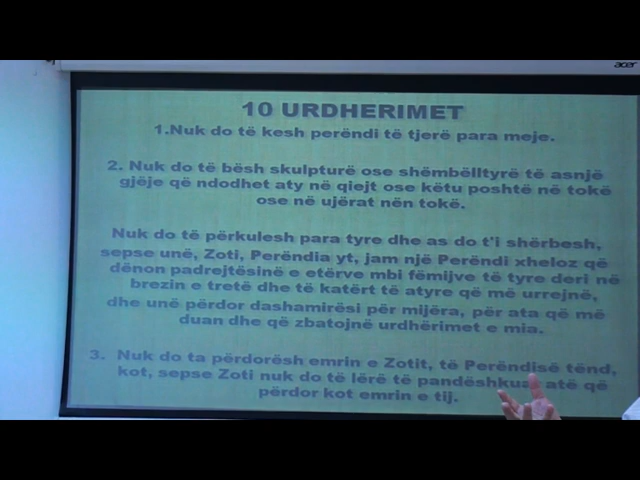 acer
10 URDHERIMET
1.Nuk do të kesh perëndi të tjerë para meje.
2. Nuk do të bësh skulpturë ose shëmbëlltyrë të asnjë
gjëje që ndodhet aty në qiejt ose këtu poshtë në tokë
ose në ujërat nën tokë.
Nuk do të përkulesh para tyre dhe as do t'i shërbesh,
sepse unë, Zoti, Perëndia yt, jam një Perëndi xheloz që
dënon padrejtësinë e etërve mbi fëmijve të tyre deri në
brezin e tretë dhe të katërt të atyre që më urrejnë,
dhe unë përdor dashamirësi për mijëra, për ata që më
duan dhe që zbatojnë urdhërimet e mia.
3. Nuk do ta përdorësh emrin e Zotit, të Perëndisë tënd,
kot, sepse Zoti nuk do të lërë të pandëshkuar atë që
përdor kot emrin e tij.